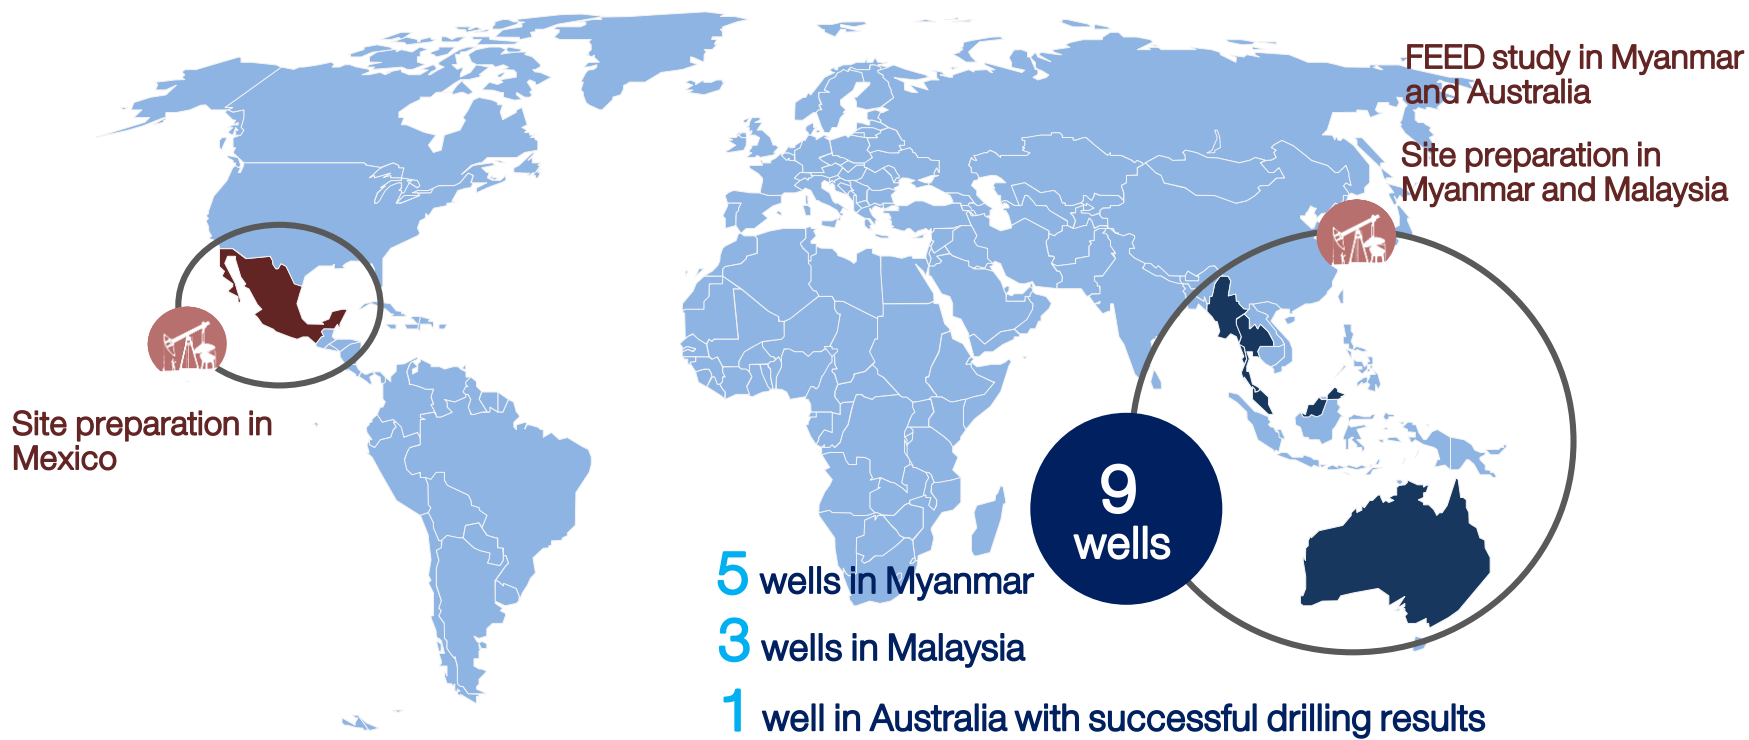 FEED study in Myanmar
and Australia
Site preparation in
Myanmar and Malaysia
Site preparation in
Mexico
9
wells
5 wells in Myanmar
3 wells in Malaysia
1 well in Australia with successful drilling results